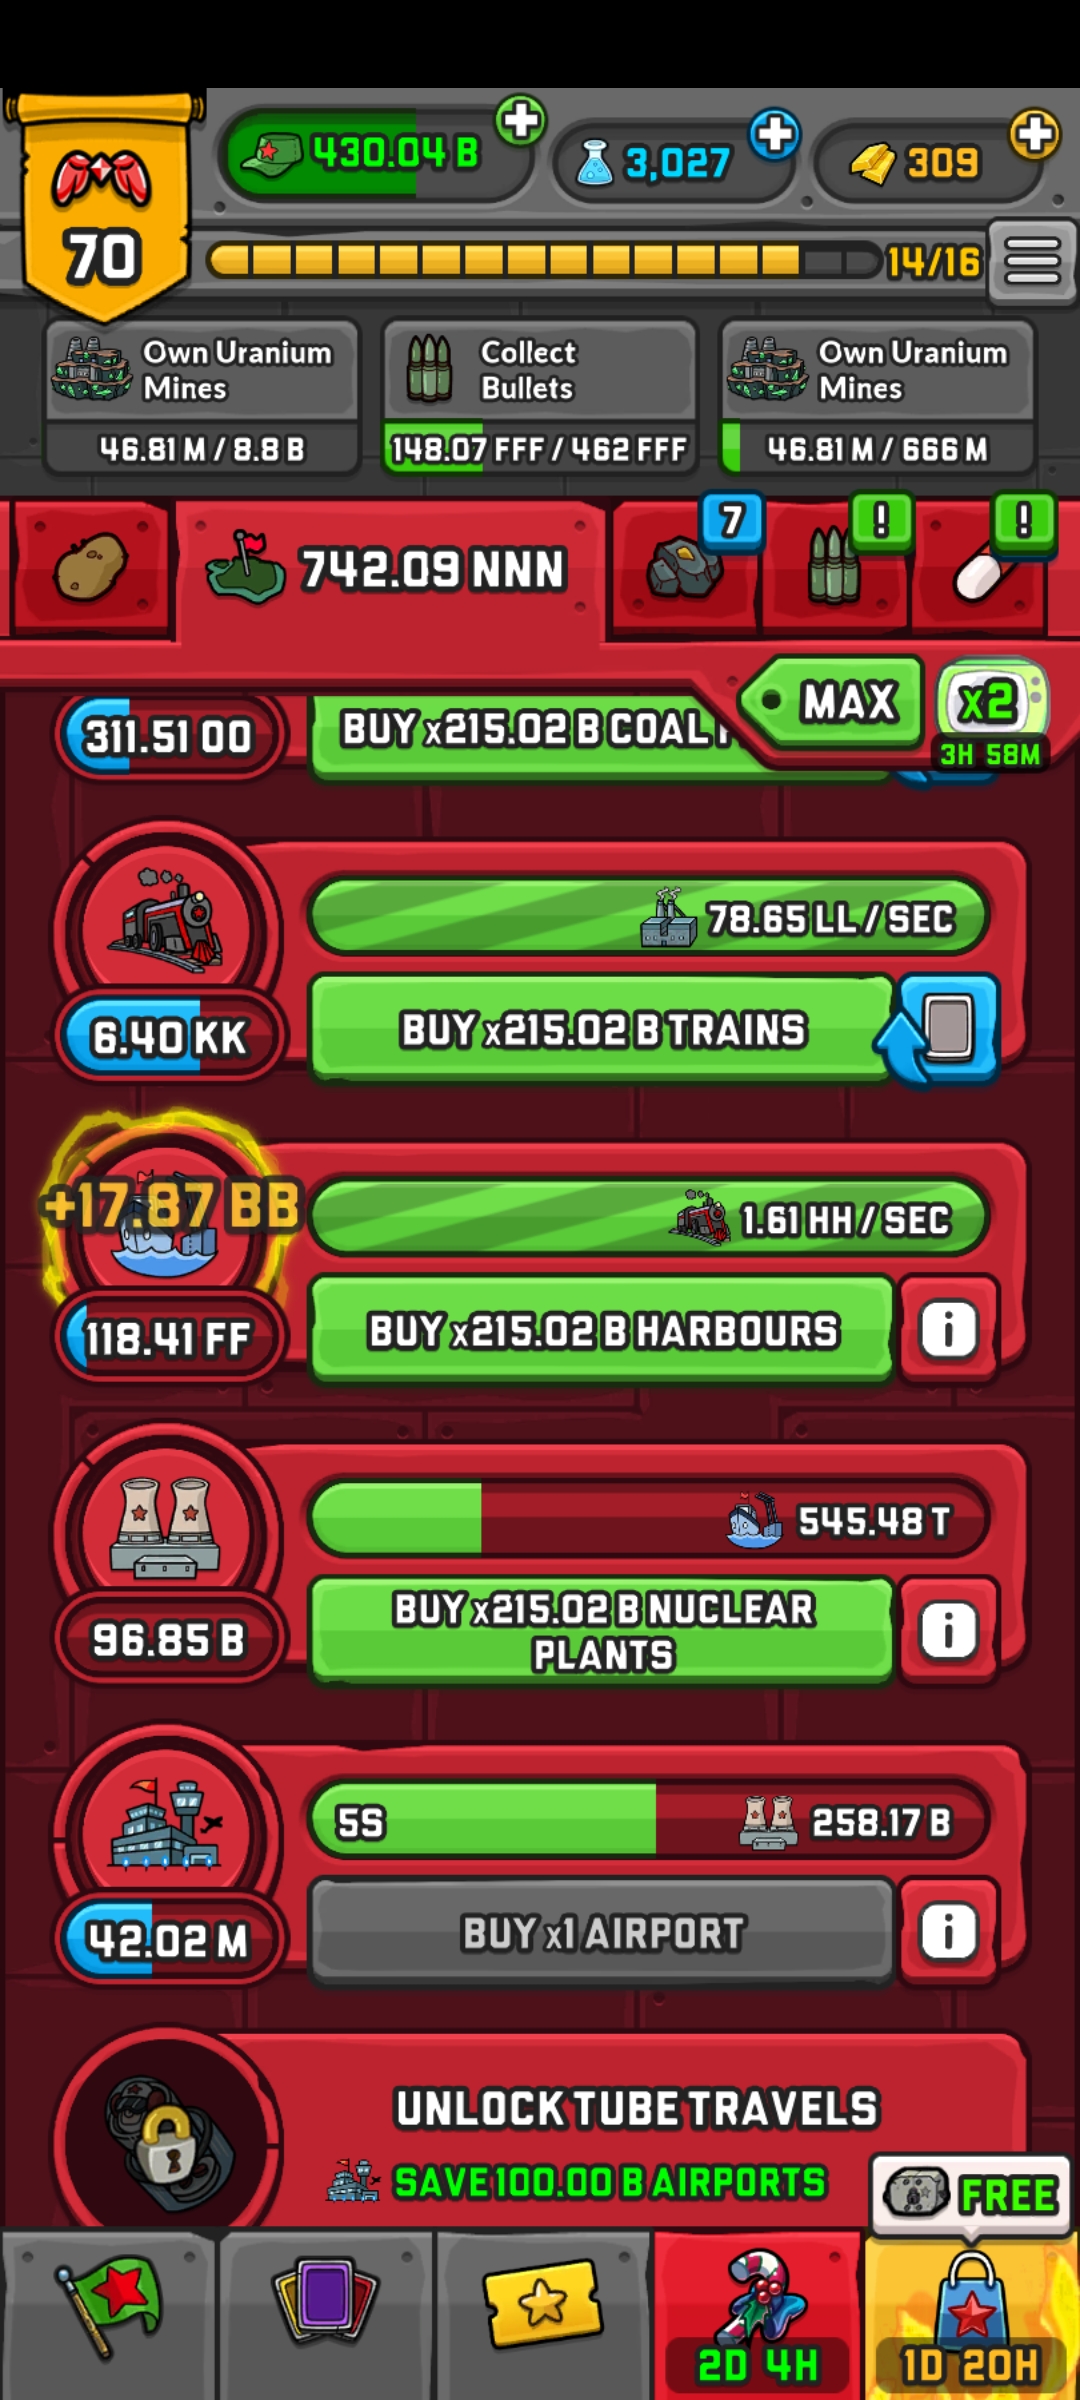 430.04 B
3,027
309
70
14/16
Own Uranium
Mines
46.81 M / 8.8 B
Collect
Bullets
148.07 FFF / 462 FFF
Own Uranium
Mines
46.81 M / 666 M
742.09 NNN
7
!
!
MAX
x2
3H 58M
311.51 OO
BUY x215.02 B COAL
78.65 LL / SEC
6.40 KK
BUY x215.02 B TRAINS
+17.87 BB
1.61 HH / SEC
118.41 FF
BUY x215.02 B HARBOURS
i
545.48 T
96.85 B
BUY x215.02 B NUCLEAR
PLANTS
i
5S
258.17 B
42.02 M
BUY x1 AIRPORT
i
UNLOCK TUBE TRAVELS
SAVE 100.00 B AIRPORTS
FREE
2D 4H
1D 20H